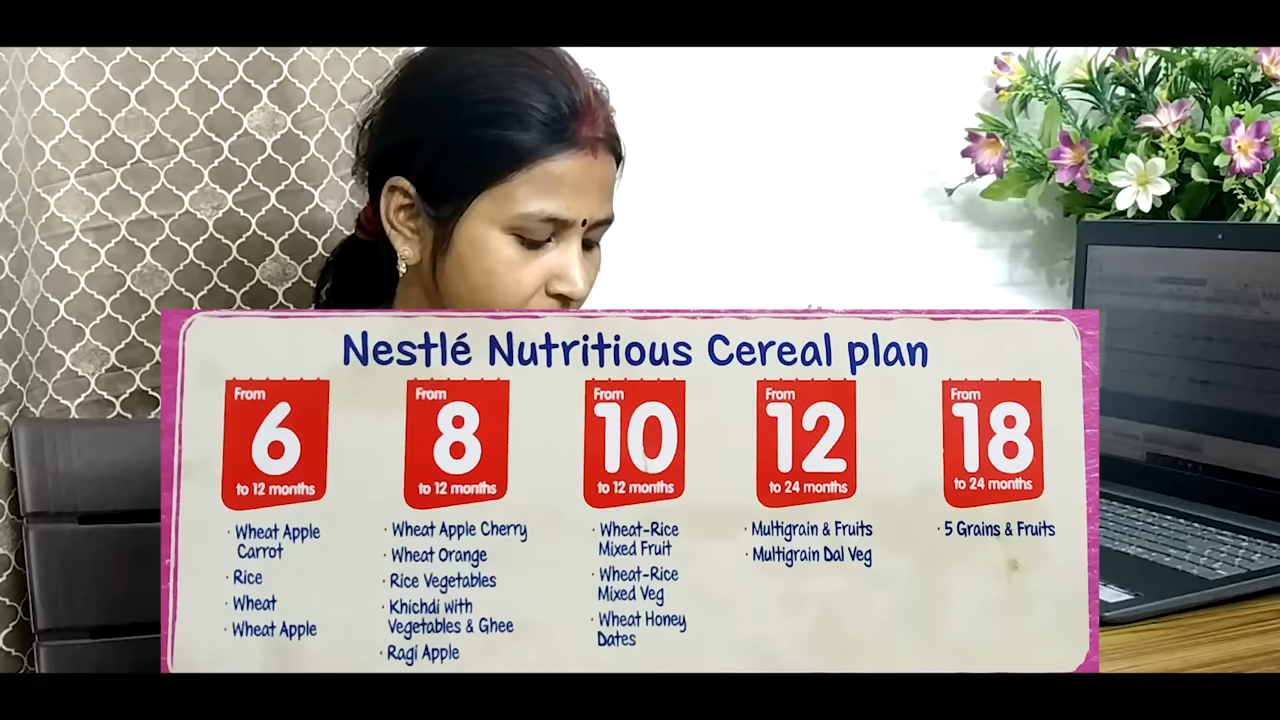 Nestlé Nutritious Cereal plan
From
6
to 12 months
· Wheat Apple
Carrot
· Rice
· Wheat
· Wheat Apple
From
8
to 12 months
· Wheat Apple Cherry
· Wheat Orange
· Rice Vegetables
· Khichdi with
Vegetables & Ghee
· Ragi Apple
From
10
to 12 months
· Wheat-Rice
Mixed Fruit
· Wheat-Rice
Mixed Veg
· Wheat Honey
Dates
From
12
to 24 months
· Multigrain & Fruits
· Multigrain Dal Veg
From
18
to 24 months
· 5 Grains & Fruits